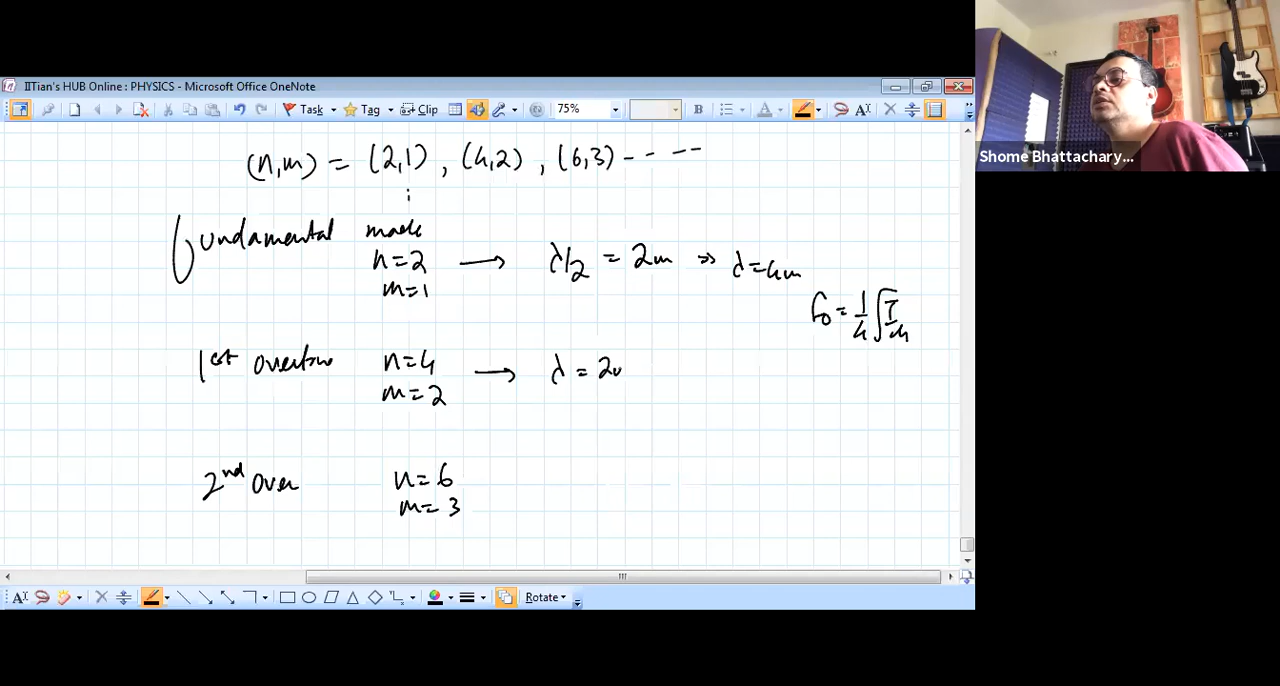 IITian's HUB Online : PHYSICS - Microsoft Office OneNote
Task Tag Clip 75% B A
(n,m) = (2,1) , (4,2) , (6,3) - - - -
Fundamental mode
n=2 → λ/2 = 2m ⇒ λ=4m
m=1
f₀ = 1/4 √T/μ
1st overtone n=4 → λ = 2m
m=2
2nd Over n=6
m=3
Rotate
Shome Bhattachary...